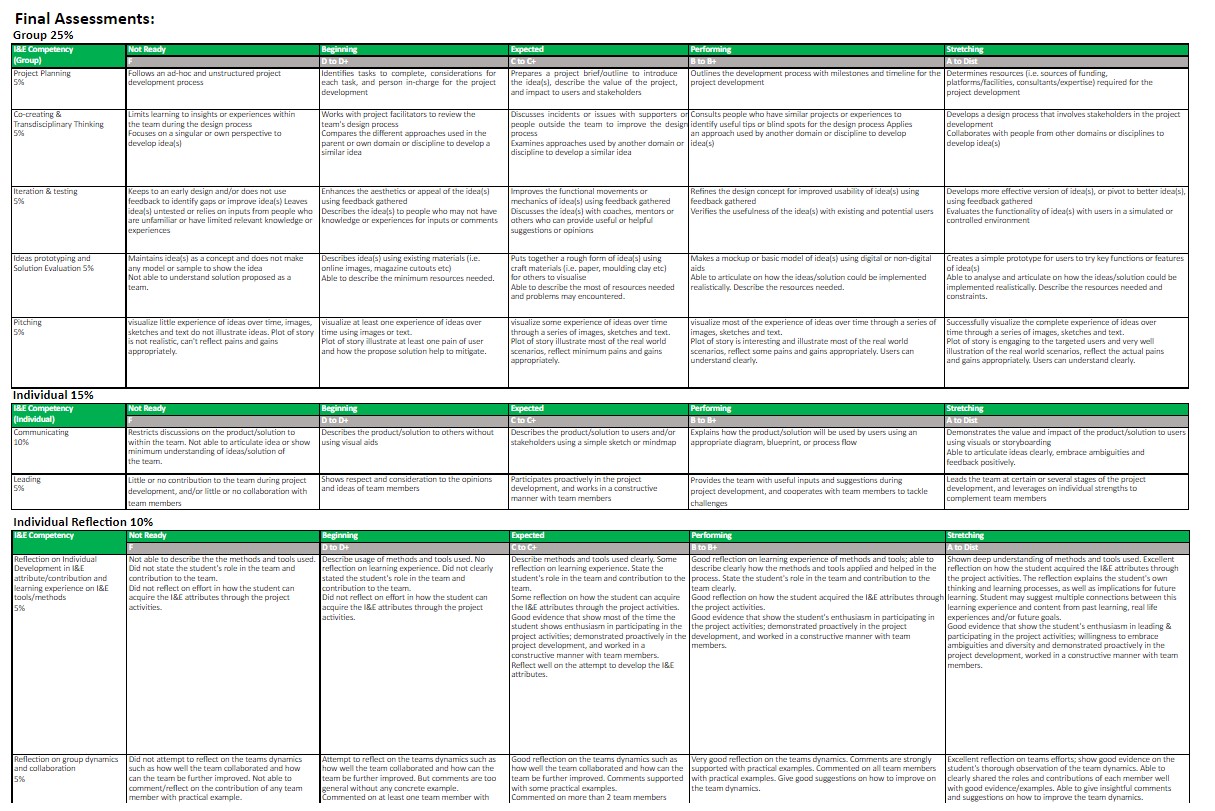 Final Assessments:
Group 25%
I&E Competency
(Group)
Not Ready
Beginning
Expected
Performing
Stretching
F
D to D+
C to C+
B to B+
A to Dist
Project Planning
5%
Follows an ad-hoc and unstructured project
development process
Identifies tasks to complete, considerations for
each task, and person in-charge for the project
development
Prepares a project brief/outline to introduce
the idea(s), describe the value of the project,
and impact to users and stakeholders
Outlines the development process with milestones and timeline for the
project development
Determines resources (i.e. sources of funding,
platforms/facilities, consultants/expertise) required for the
project development
Co-creating &
Transdisciplinary Thinking
5%
Limits learning to insights or experiences within
the team during the design process
Focuses on a singular or own perspective to
develop idea(s)
Works with project facilitators to review the
team's design process
Compares the different approaches used in the
parent or own domain or discipline to develop a
similar idea
Discusses incidents or issues with supporters or
people outside the team to improve the design
process
Examines approaches used by another domain or
discipline to develop a similar idea
Consults people who have similar projects or experiences to
identify useful tips or blind spots for the design process Applies
an approach used by another domain or discipline to develop
idea(s)
Develops a design process that involves stakeholders in the project
development
Collaborates with people from other domains or disciplines to
develop idea(s)
Iteration & testing
5%
Keeps to an early design and/or does not use
feedback to identify gaps or improve idea(s) Leaves
idea(s) untested or relies on inputs from people who
are unfamiliar or have limited relevant knowledge or
experiences
Enhances the aesthetics or appeal of the idea(s)
using feedback gathered
Describes the idea(s) to people who may not have
knowledge or experiences for inputs or comments
Improves the functional movements or
mechanics of idea(s) using feedback gathered
Discusses the idea(s) with coaches, mentors or
others who can provide useful or helpful
suggestions or opinions
Refines the design concept for improved usability of idea(s) using
feedback gathered
Verifies the usefulness of the idea(s) with existing and potential users
Develops more effective version of idea(s), or pivot to better idea(s),
using feedback gathered
Evaluates the functionality of idea(s) with users in a simulated or
controlled environment
Ideas prototyping and
Solution Evaluation 5%
Maintains idea(s) as a concept and does not make
any model or sample to show the idea
Not able to understand solution proposed as a
team.
Describes idea(s) using existing materials (i.e.
online images, magazine cutouts etc)
Able to describe the minimum resources needed.
Puts together a rough form of idea(s) using
craft materials (i.e. paper, moulding clay etc)
for others to visualise
Able to describe the most of resources needed
and problems may encountered.
Makes a mockup or basic model of idea(s) using digital or non-digital
aids
Able to articulate on how the ideas/solution could be implemented
realistically. Describe the resources needed.
Creates a simple prototype for users to try key functions or features
of idea(s)
Able to analyse and articulate on how the ideas/solution could be
implemented realistically. Describe the resources needed and
constraints.
Pitching
5%
visualize little experience of ideas over time, images,
sketches and text do not illustrate ideas. Plot of story
is not realistic, can't reflect pains and gains
appropriately.
visualize at least one experience of ideas over
time using images or text.
Plot of story illustrate at least one pain of user
and how the propose solution help to mitigate.
visualize some experience of ideas over time
through a series of images, sketches and text.
Plot of story illustrate most of the real world
scenarios, reflect minimum pains and gains
appropriately.
visualize most of the experience of ideas over time through a series of
images, sketches and text.
Plot of story is interesting and illustrate most of the real world
scenarios, reflect some pains and gains appropriately. Users can
understand clearly.
Successfully visualize the complete experience of ideas over
time through a series of images, sketches and text.
Plot of story is engaging to the targeted users and very well
illustration of the real world scenarios, reflect the actual pains
and gains appropriately. Users can understand clearly.
Individual 15%
I&E Competency
(Individual)
Not Ready
Beginning
Expected
Performing
Stretching
F
D to D+
C to C+
B to B+
A to Dist
Communicating
10%
Restricts discussions on the product/solution to
within the team. Not able to articulate idea or show
minimum understanding of ideas/solution of
the team.
Describes the product/solution to others without
using visual aids
Describes the product/solution to users and/or
stakeholders using a simple sketch or mindmap
Explains how the product/solution will be used by users using an
appropriate diagram, blueprint, or process flow
Demonstrates the value and impact of the product/solution to users
using visuals or storyboarding
Able to articulate ideas clearly, embrace ambiguities and
feedback positively.
Leading
5%
Little or no contribution to the team during project
development, and/or little or no collaboration with
team members
Shows respect and consideration to the opinions
and ideas of team members
Participates proactively in the project
development, and works in a constructive
manner with team members
Provides the team with useful inputs and suggestions during
project development, and cooperates with team members to tackle
challenges
Leads the team at certain or several stages of the project
development, and leverages on individual strengths to
complement team members
Individual Reflection 10%
I&E Competency
Not Ready
Beginning
Expected
Performing
Stretching
F
D to D+
C to C+
B to B+
A to Dist
Reflection on Individual
Development in I&E
attribute/contribution and
learning experience on I&E
tools/methods
5%
Not able to describe the the methods and tools used.
Did not state the student's role in the team and
contribution to the team.
Did not reflect on effort in how the student can
acquire the I&E attributes through the project
activities.
Describe usage of methods and tools used. No
reflection on learning experience. Did not clearly
stated the student's role in the team and
contribution to the team.
Did not reflect on effort in how the student can
acquire the I&E attributes through the project
activities.
Describe methods and tools used clearly. Some
reflection on learning experience. State the
student's role in the team and contribution to the
team.
Some reflection on how the student can acquire
the I&E attributes through the project activities.
Good evidence that show most of the time the
student shows enthusiasm in participating in the
project activities; demonstrated proactively in the
project development, and worked in a
constructive manner with team members.
Reflect well on the attempt to develop the I&E
attributes.
Good reflection on learning experience of methods and tools; able to
describe clearly how the methods and tools applied and helped in the
process. State the student's role in the team and contribution to the
team clearly.
Good reflection on how the student acquired the I&E attributes through
the project activities.
Good evidence that show the student's enthusiasm in participating in
the project activities; demonstrated proactively in the project
development, and worked in a constructive manner with team
members.
Shown deep understanding of methods and tools used. Excellent
reflection on how the student acquired the I&E attributes through
the project activities. The reflection explains the student's own
thinking and learning processes, as well as implications for future
learning. Student may suggest multiple connections between this
learning experience and content from past learning, real life
experiences and/or future goals.
Good evidence that show the student's enthusiasm in leading &
participating in the project activities; willingness to embrace
ambiguities and diversity and demonstrated proactively in the
project development, worked in a constructive manner with team
members.
Reflection on group dynamics
and collaboration
5%
Did not attempt to reflect on the teams dynamics
such as how well the team collaborated and how
can the team be further improved. Not able to
comment/reflect on the contribution of any team
member with practical example.
Attempt to reflect on the teams dynamics such as
how well the team collaborated and how can the
team be further improved. But comments are too
general without any concrete example.
Commented on at least one team member with
Good reflection on the teams dynamics such as
how well the team collaborated and how can the
team be further improved. Comments supported
with some practical examples.
Commented on more than 2 team members
Very good reflection on the teams dynamics. Comments are strongly
supported with practical examples. Commented on all team members
with practical examples. Give good suggestions on how to improve on
the team dynamics.
Excellent reflection on teams efforts; show good evidence on the
student's thorough observation of the team dynamics. Able to
clearly shared the roles and contributions of each member well
with good evidence/examples. Able to give insightful comments
and suggestions on how to improve the team dynamics.